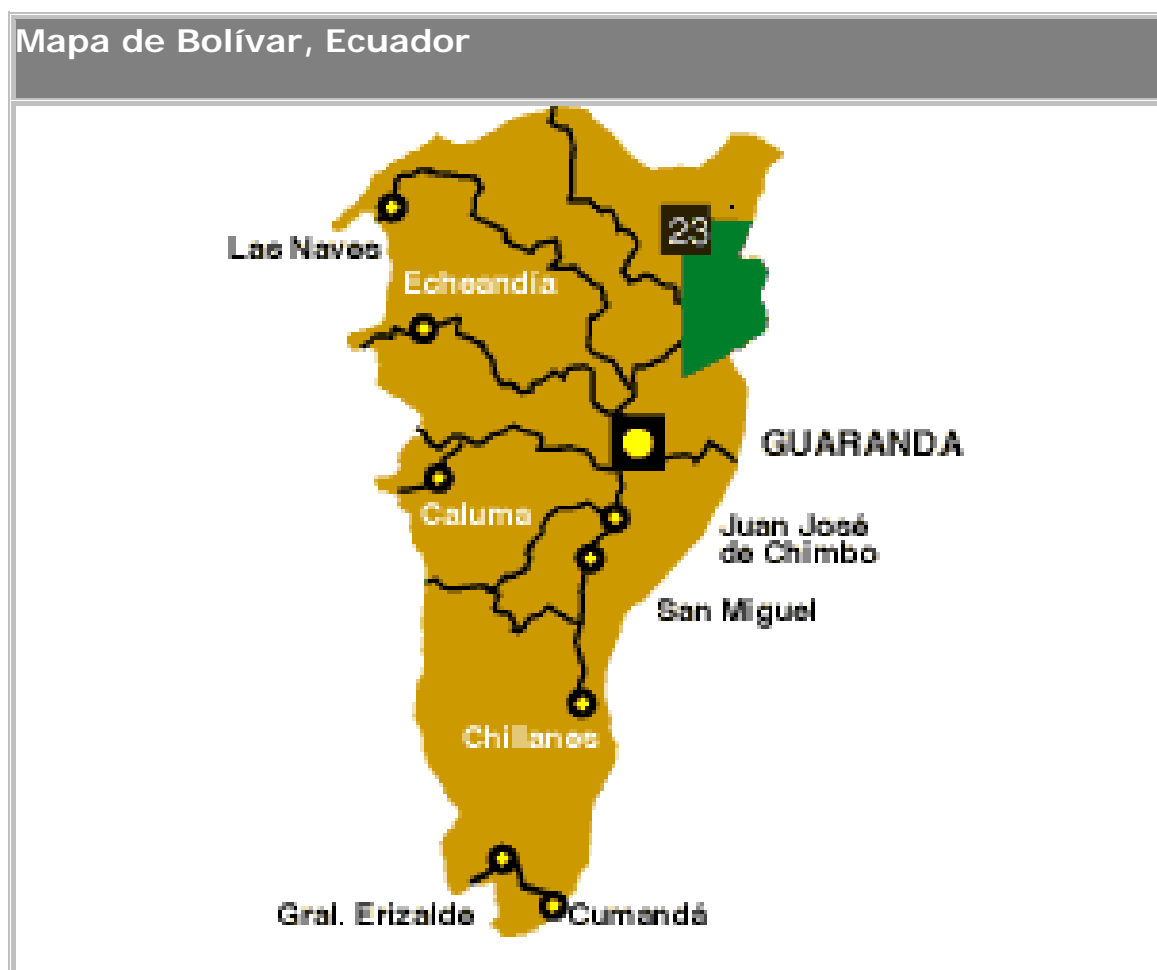 Mapa de Bolívar, Ecuador
23
Las Naves
Echeandía
GUARANDA
Caluma
Juan José
de Chimbo
San Miguel
Chillanes
Gral. Erizalde
Cumandá